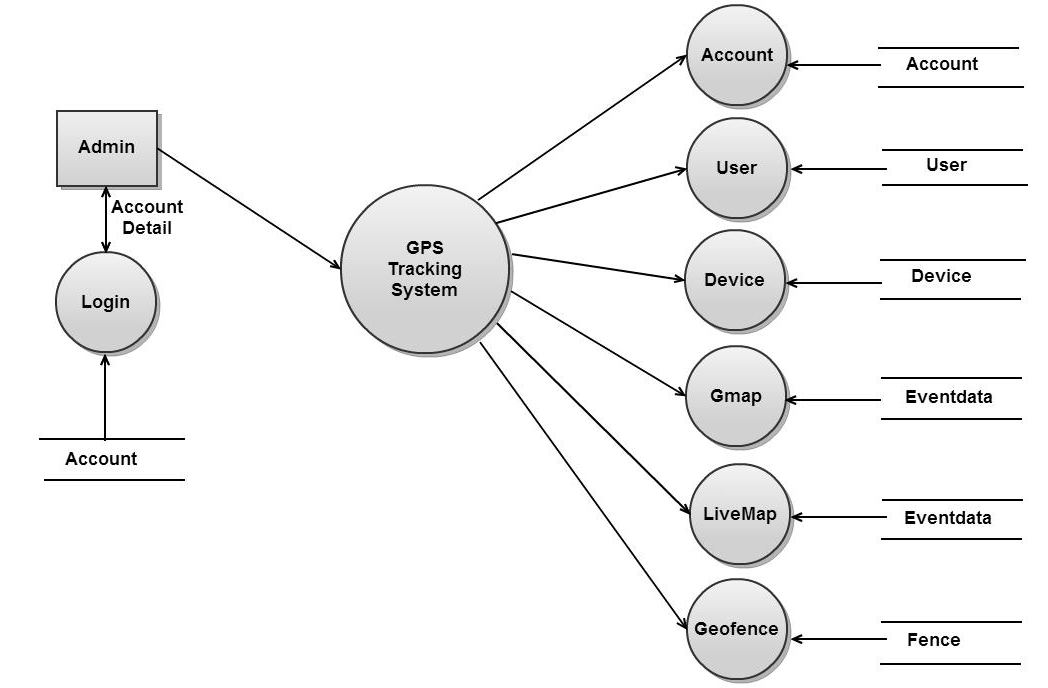 Admin
Account
Detail
Login
Account
GPS
Tracking
System
Account
Account
User
User
Device
Device
Gmap
Eventdata
LiveMap
Eventdata
Geofence
Fence